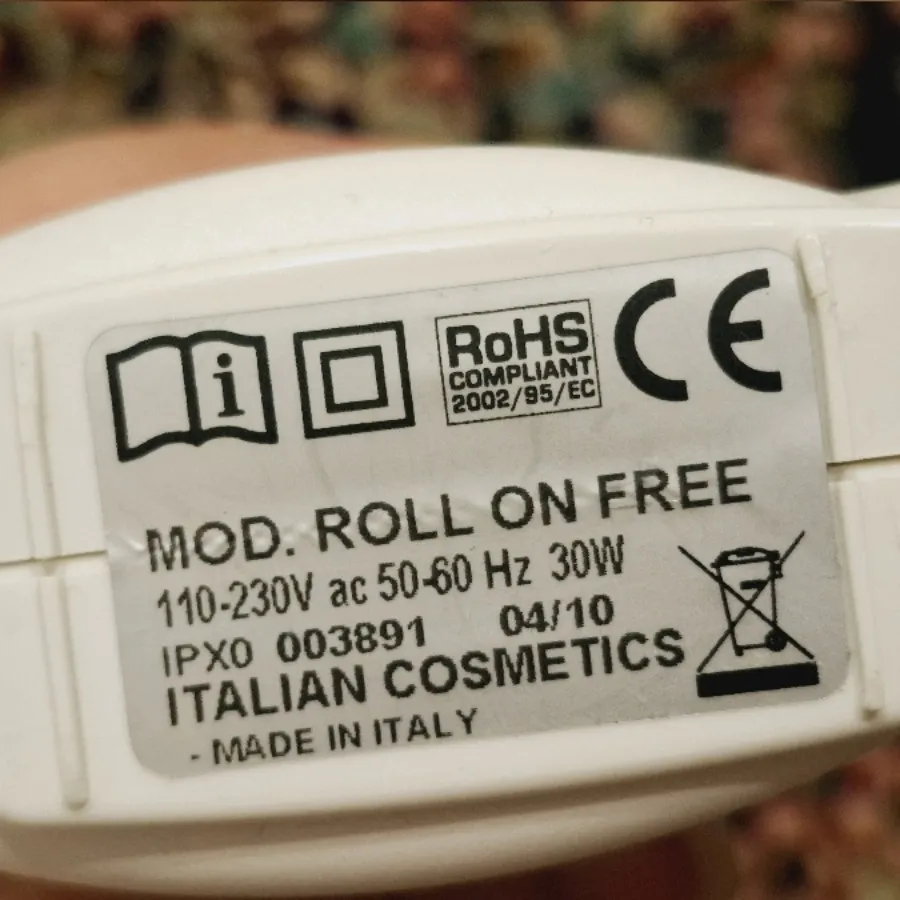 i
RoHS
COMPLIANT
2002/95/EC
CE
MOD. ROLL ON FREE
110-230V ac 50-60 Hz 30W
IPX0 003891 04/10
ITALIAN COSMETICS
- MADE IN ITALY